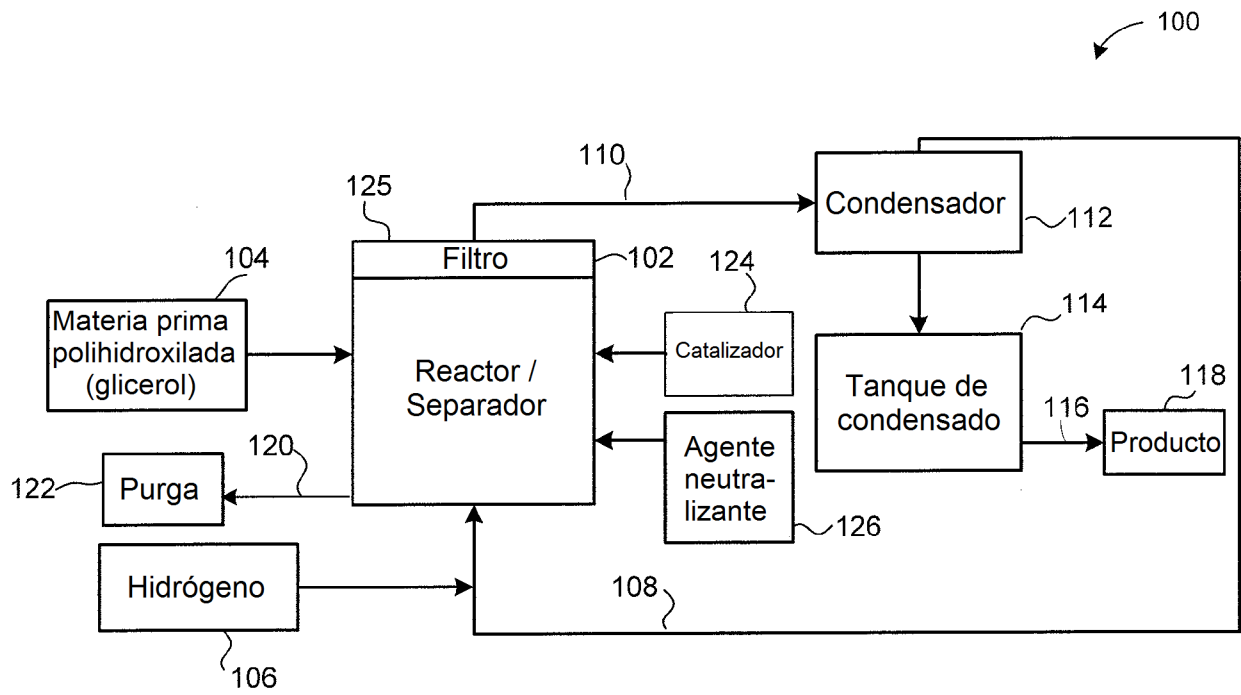 100
110
125
Condensador
112
Filtro
102
104
124
114
Materia prima
polihidroxilada
(glicerol)
Catalizador
Reactor /
Separador
Tanque de
condensado
118
116
Producto
120
122
Purga
Agente
neutra-
lizante
126
Hidrógeno
108
106